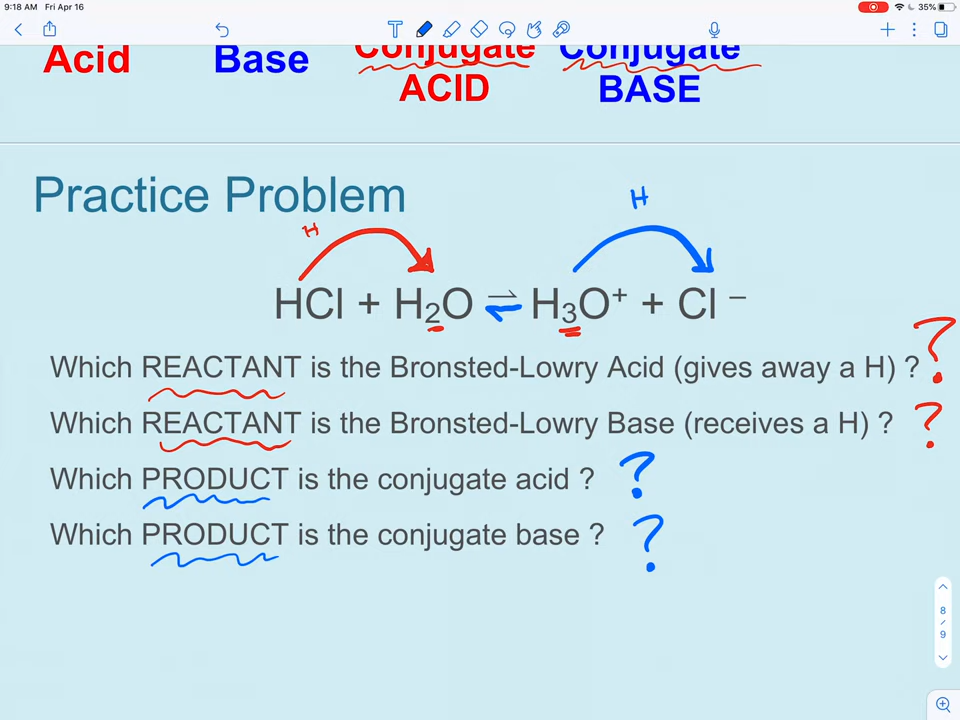 9:18 AM Fri Apr 16
35%
Acid Base Conjugate Conjugate
ACID BASE
Practice Problem
H
H
HCl + H₂O ⇌ H₃O⁺ + Cl ⁻
Which REACTANT is the Bronsted-Lowry Acid (gives away a H) ? ?
Which REACTANT is the Bronsted-Lowry Base (receives a H) ? ?
Which PRODUCT is the conjugate acid ? ?
Which PRODUCT is the conjugate base ? ?
8
/
9